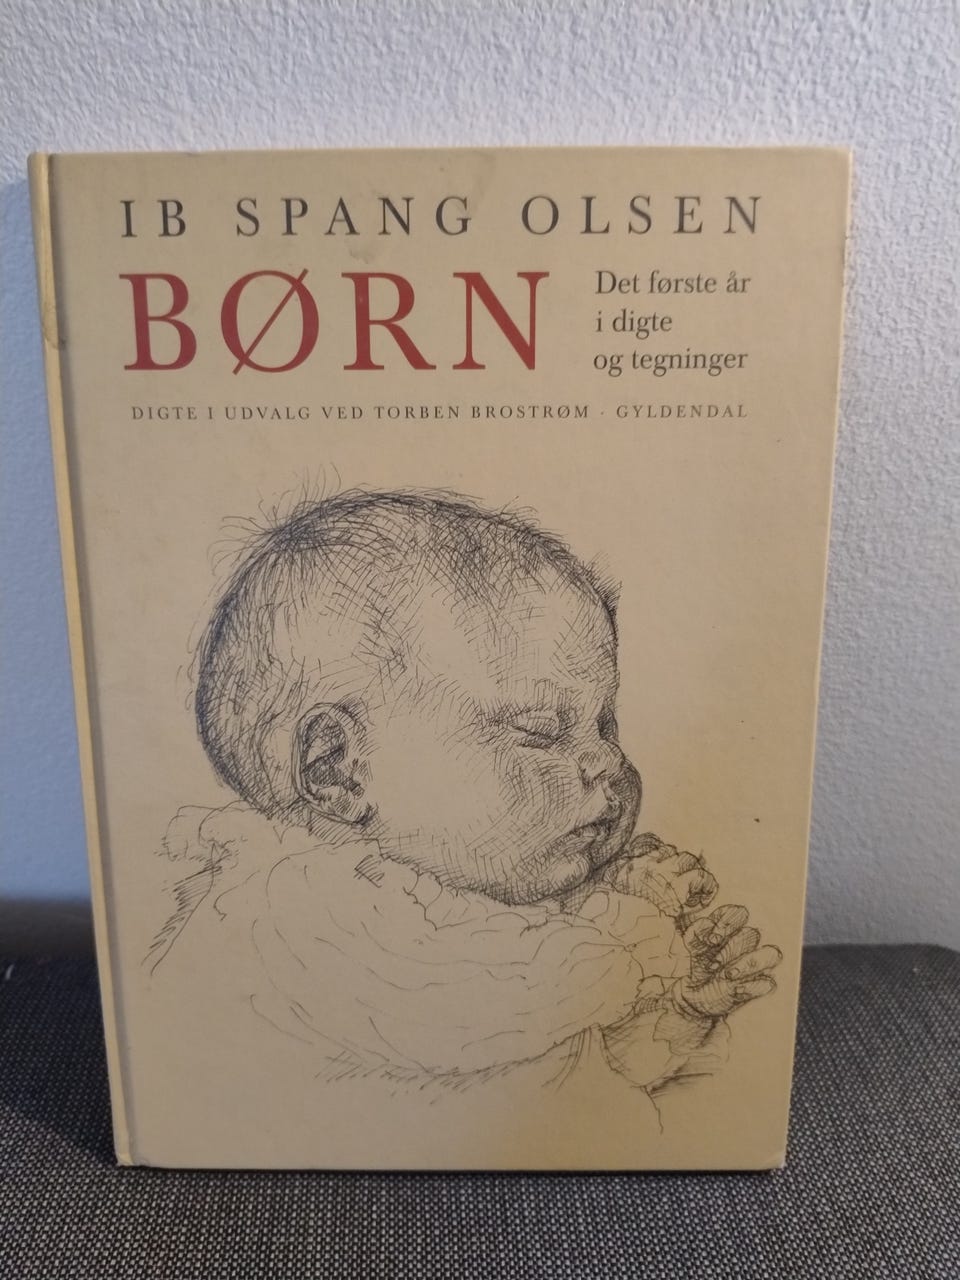 IB SPANG OLSEN
BØRN
Det første år
i digte
og tegninger
DIGTE I UDVALG VED TORBEN BROSTRØM · GYLDENDAL